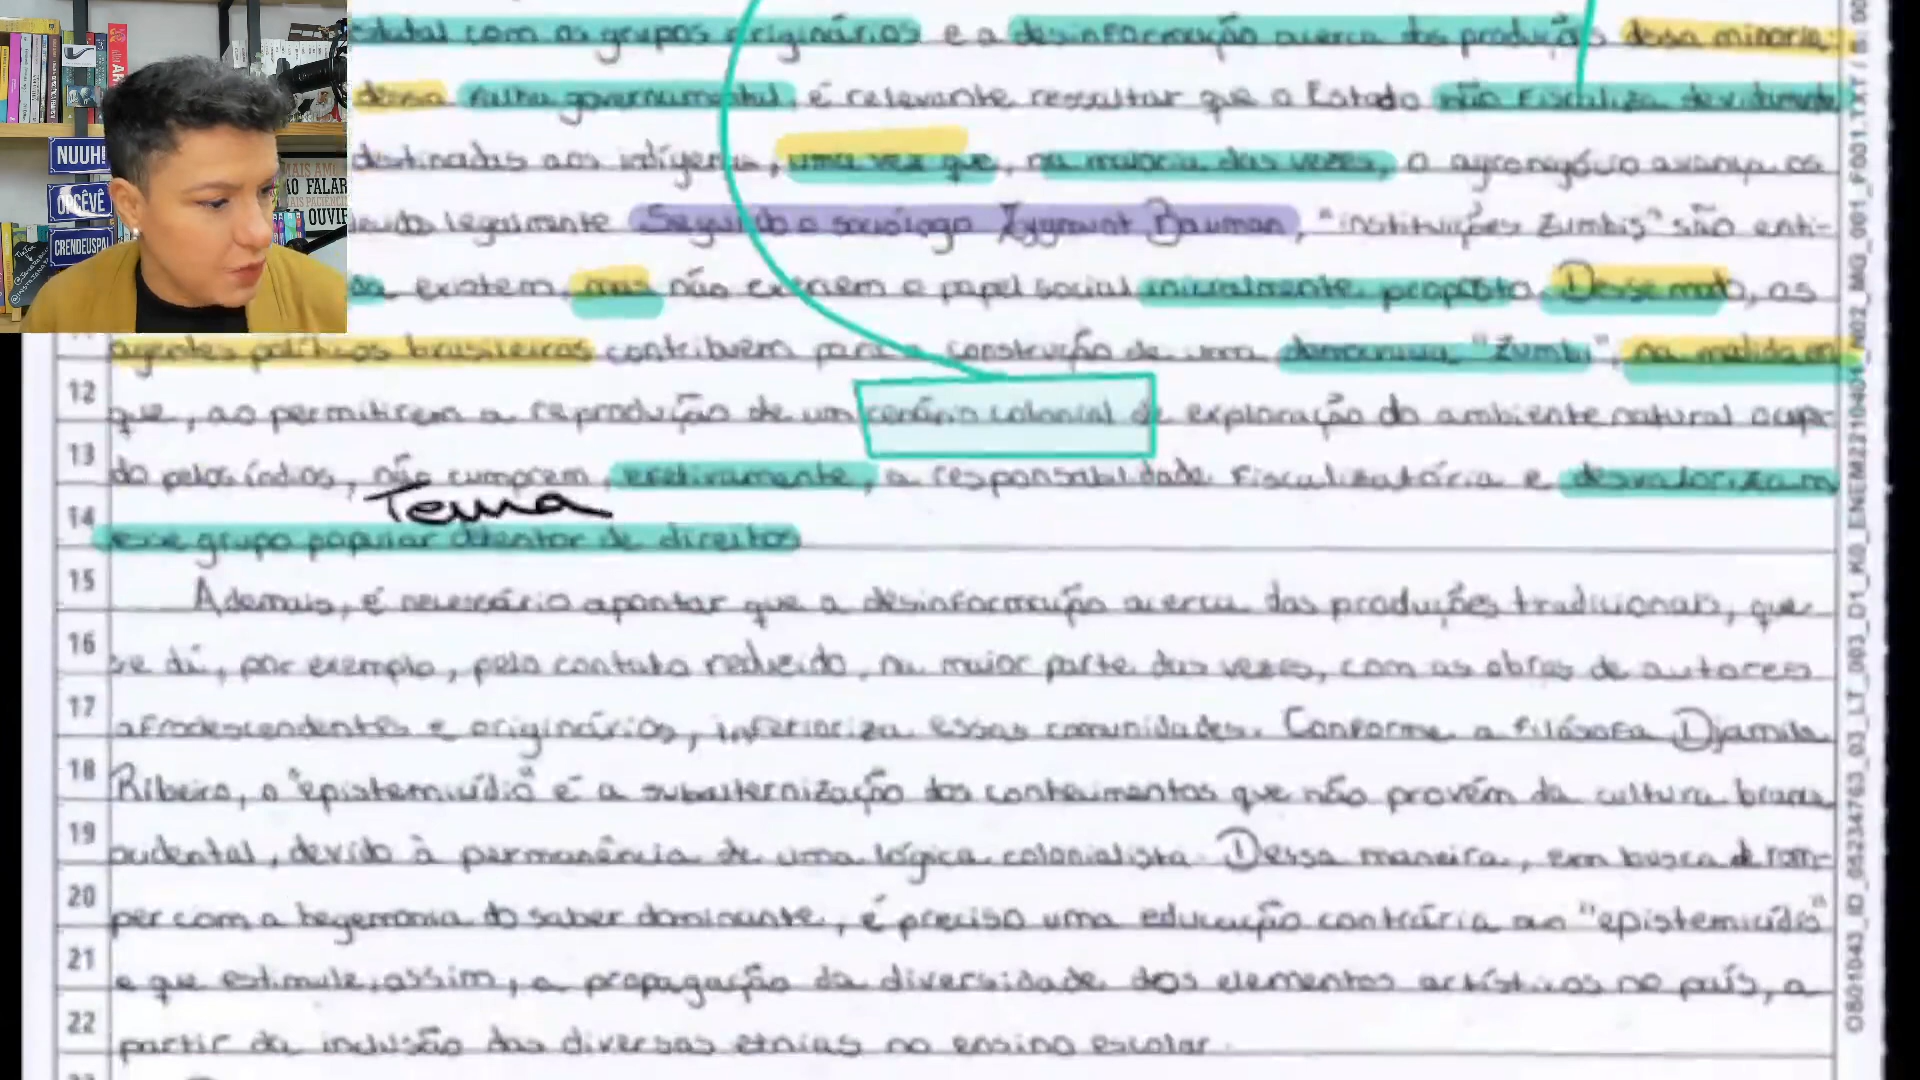 estatal com os grupos originários e a desinformação acerca das produções dessa minoria.
dessa falha governamental, é relevante ressaltar que o Estado não fiscaliza devidamente
destinadas aos indígenas, uma vez que, na maioria das vezes, o agronegócio avança os
legalmente Segundo o sociólogo Zygmunt Bauman, "instituições zumbis" são enti-
existem, mas não exercem o papel social inicialmente proposto. Desse modo, os
agentes políticos brasileiros contribuem para a construção de uma democracia "Zumbi", na medida em
12 que, ao permitirem a reprodução de um cenário colonial de exploração do ambiente natural ocupa-
13 do pelos índios, não cumprem, efetivamente, a responsabilidade fiscalizatória e desvalorizam
Tema
14 esse grupo popular detentor de direitos
15 Ademais, é necessário apontar que a desinformação acerca das produções tradicionais, que
16 se dá, por exemplo, pelo contato reduzido, na maior parte das vezes, com as obras de autores
17 afrodescendentes e originários, inferioriza essas comunidades. Conforme a filósofa Djamila
18 Ribeiro, o "epistemicídio" é a subalternização dos conhecimentos que não provêm da cultura branca
19 ocidental, devido à permanência de uma lógica colonialista. Dessa maneira, em busca de rom-
20 per com a hegemonia do saber dominante, é preciso uma educação contrária ao "epistemicídio"
21 e que estimule, assim, a propagação da diversidade dos elementos artísticos no país, a
22 partir da inclusão das diversas etnias no ensino escolar.
NUUH!
OPCÊVÊ
CRENDEUSPAI
MAIS AMOR
FALAR
MAIS PACIÊNCIA
OUVIR